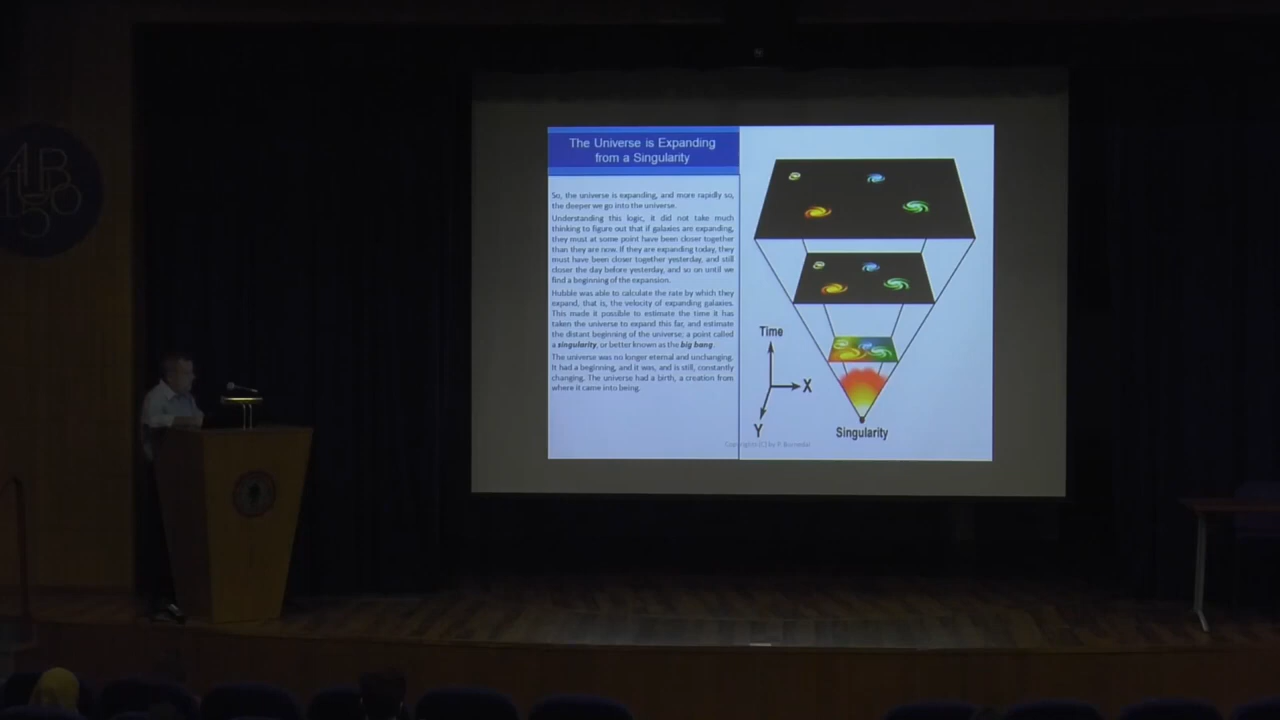 AUB
150
The Universe is Expanding
from a Singularity
So, the universe is expanding, and more rapidly so,
the deeper we go into the universe.
Understanding this logic, it did not take much
thinking to figure out that if galaxies are expanding,
they must at some point have been closer together
than they are now. If they are expanding today, they
must have been closer together yesterday, and still
closer the day before yesterday, and so on until we
find a beginning of the expansion.
Hubble was able to calculate the rate by which they
expand, that is, the velocity of expanding galaxies.
This made it possible to estimate the time it has
taken the universe to expand this far, and estimate
the distant beginning of the universe; a point called
a singularity, or better known as the big bang.
The universe was no longer eternal and unchanging.
It had a beginning, and it was, and is still, constantly
changing. The universe had a birth, a creation from
where it came into being.
Time
X
Y
Singularity
Copyrights (C) by P.